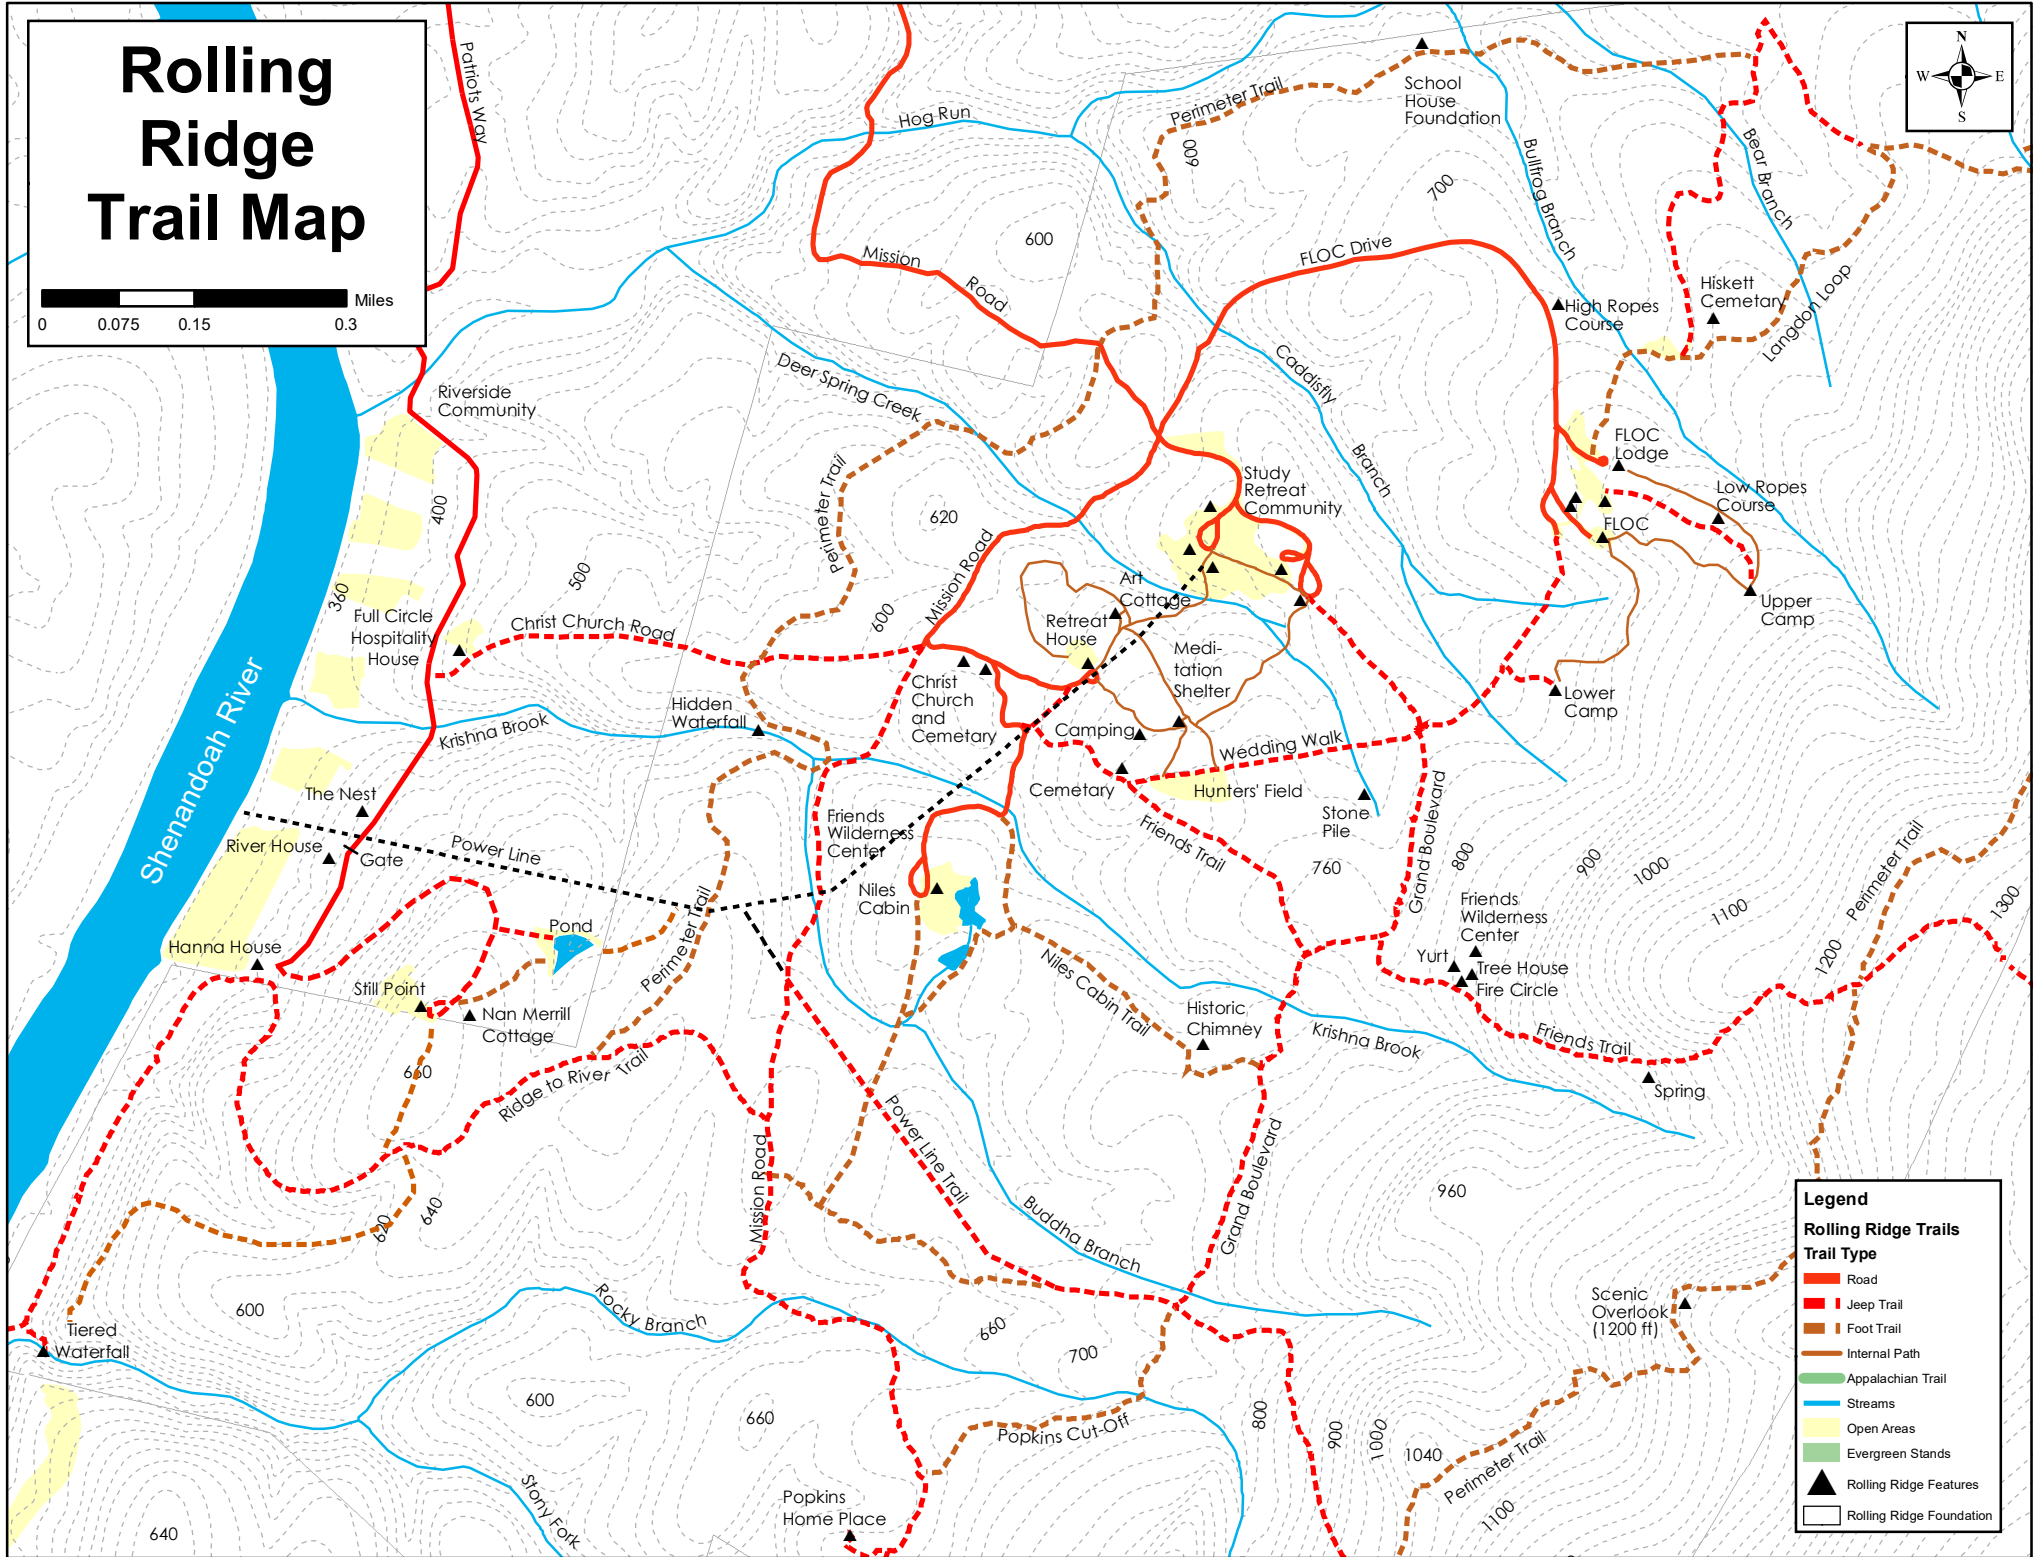 Rolling
Ridge
Trail Map
Miles
0 0.075 0.15 0.3
N
W E
S
Patriots Way
Hog Run
Perimeter Trail
School
House
Foundation
600
700
Bullfrog Branch
Bear Branch
600
Mission
Road
FLOC Drive
High Ropes
Course
Hiskett
Cemetary
Langdon Loop
Riverside
Community
Deer Spring Creek
Caddisfly
Branch
FLOC
Lodge
Low Ropes
Course
FLOC
Upper
Camp
Lower
Camp
Study
Retreat
Community
400
Perimeter Trail
620
Mission Road
360
500
600
Full Circle
Hospitality
House
Christ Church Road
Art
Cottage
Retreat
House
Medi-
tation
Shelter
Shenandoah River
Krishna Brook
Hidden
Waterfall
Christ
Church
and
Cemetary
Camping
Wedding Walk
Cemetary
Hunters' Field
Stone
Pile
The Nest
River House
Gate
Power Line
Friends
Wilderness
Center
Niles
Cabin
Friends Trail
760
Grand Boulevard
800
900
1000
1100
Perimeter Trail
1300
1200
Friends
Wilderness
Center
Yurt
Tree House
Fire Circle
Hanna House
Pond
Perimeter Trail
Still Point
Nan Merrill
Cottage
Niles Cabin Trail
Historic
Chimney
Krishna Brook
Friends Trail
Spring
660
Ridge to River Trail
Power Line Trail
Mission Road
Grand Boulevard
Buddha Branch
960
620
640
600
Rocky Branch
660
700
Scenic
Overlook
(1200 ft)
Tiered
Waterfall
600
660
Popkins Cut-Off
800
900
1000
1040
Perimeter Trail
1100
Stony Fork
640
Popkins
Home Place
Legend
Rolling Ridge Trails
Trail Type
Road
Jeep Trail
Foot Trail
Internal Path
Appalachian Trail
Streams
Open Areas
Evergreen Stands
Rolling Ridge Features
Rolling Ridge Foundation